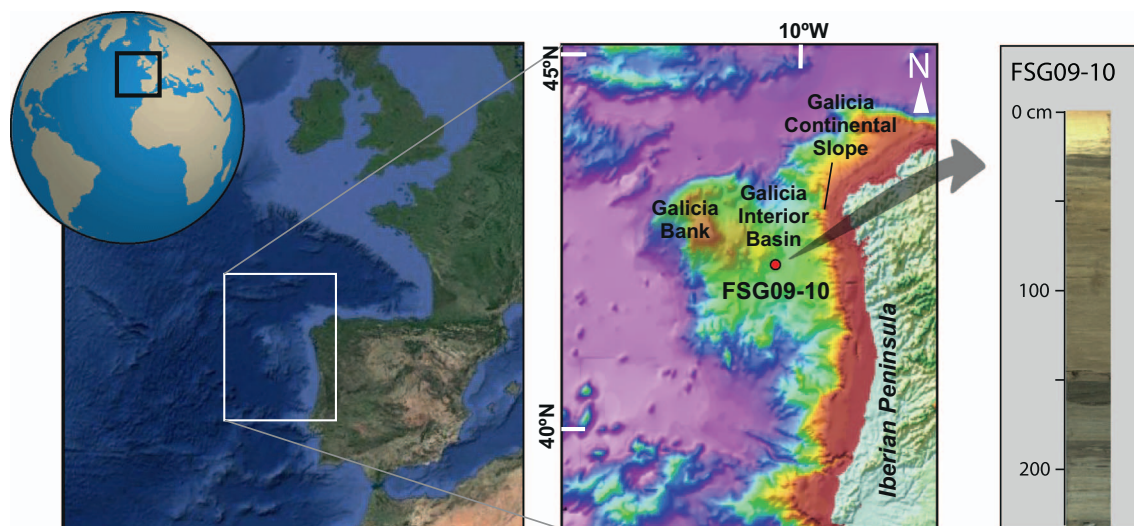 45ºN
10ºW
N
Galicia
Continental
Slope
Galicia
Bank
Galicia
Interior
Basin
FSG09-10
40ºN
Iberian Peninsula
FSG09-10
0 cm
100
200